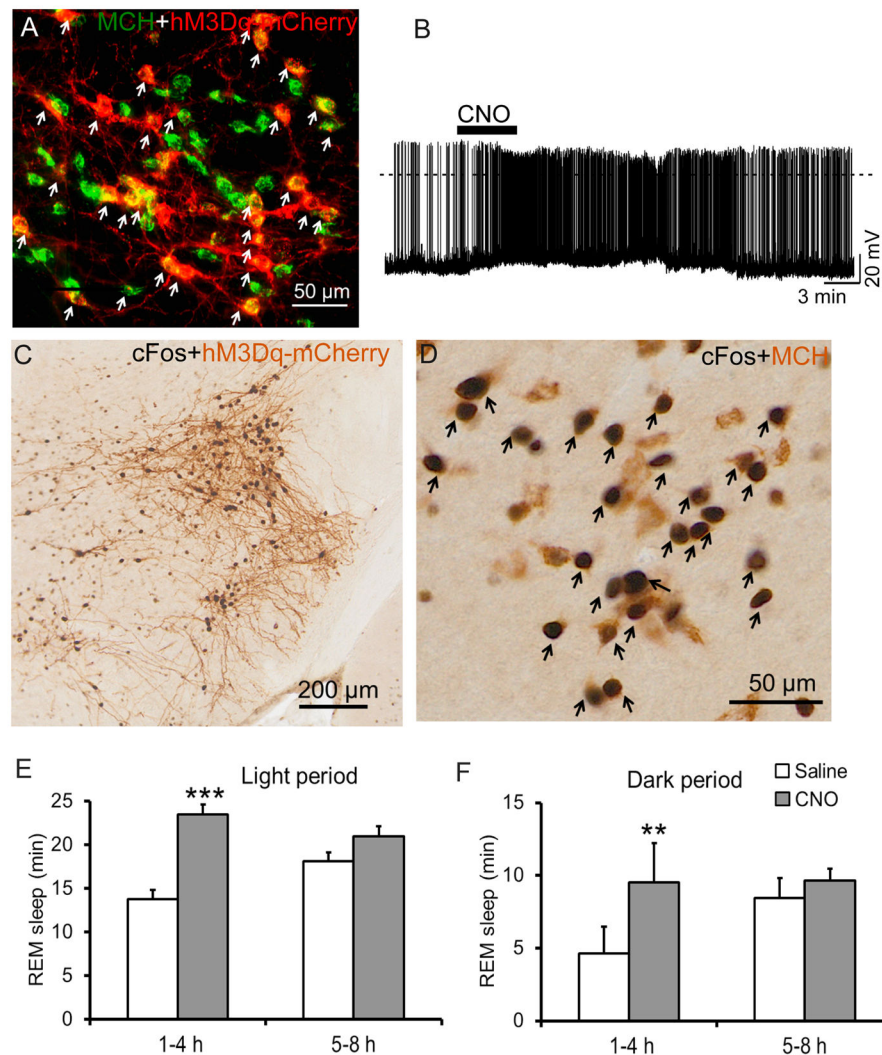 A
MCH+hM3Dq-mCherry
50 µm
B
CNO
20 mV
3 min
C
cFos+hM3Dq-mCherry
200 µm
D
cFos+MCH
50 µm
E
Light period
***
REM sleep (min)
25
20
15
10
5
0
1-4 h
5-8 h
F
Dark period
Saline
CNO
**
REM sleep (min)
15
10
5
0
1-4 h
5-8 h